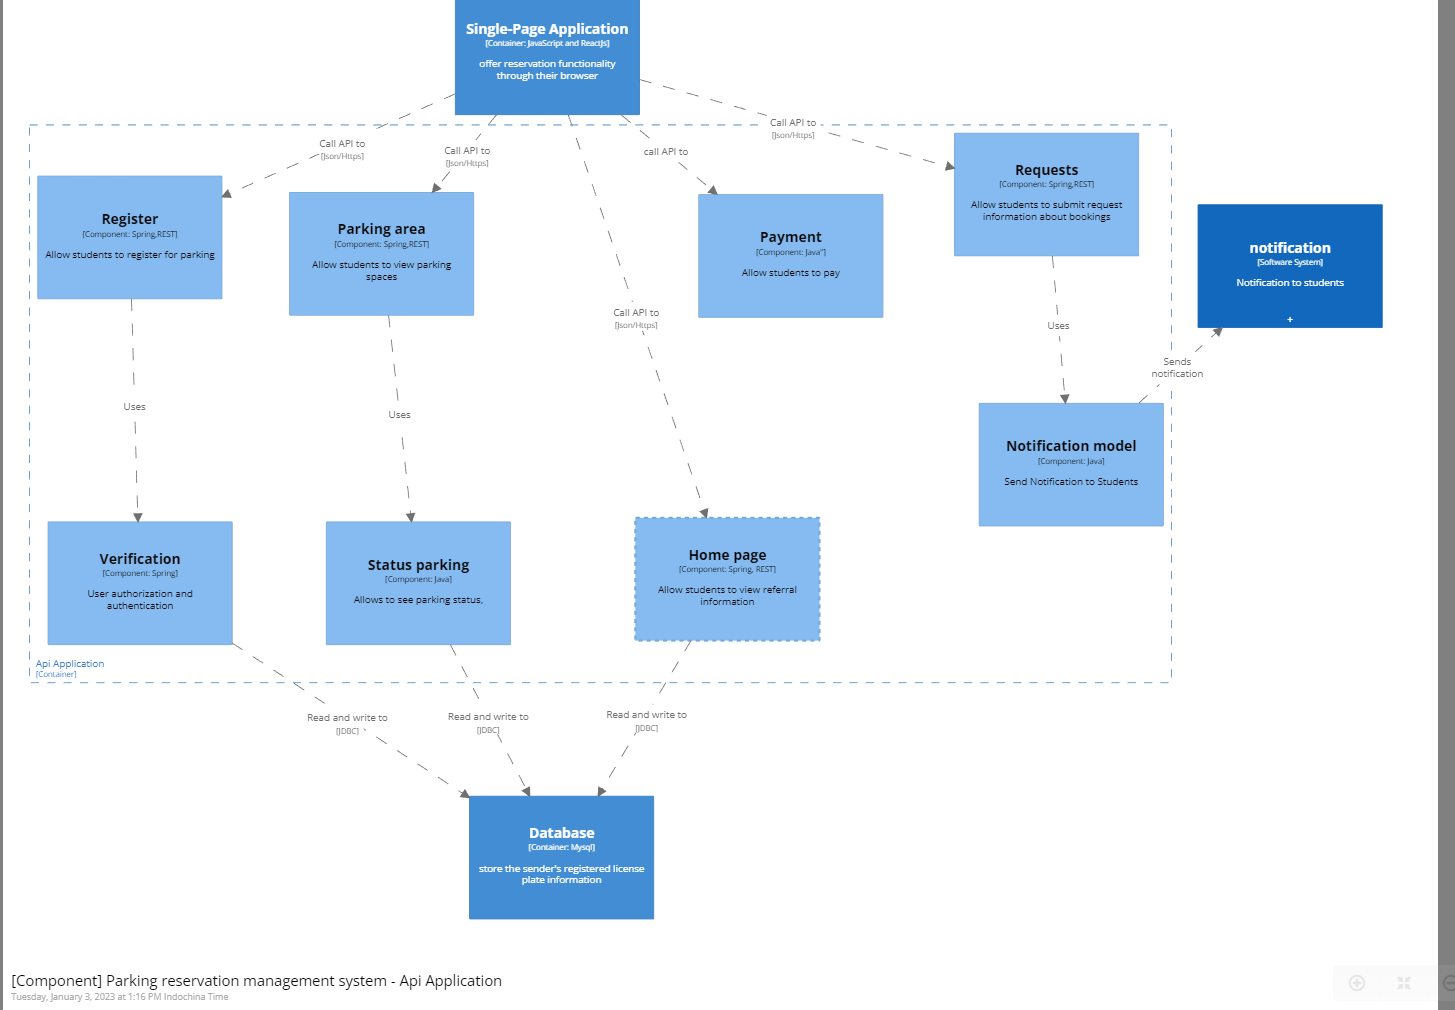 Single-Page Application
[Container: JavaScript and ReactJs]
offer reservation functionality
through their browser
Call API to
[Json/Https]
Call API to
[Json/Https]
call API to
Call API to
[Json/Https]
Register
[Component: Spring,REST]
Allow students to register for parking
Parking area
[Component: Spring,REST]
Allow students to view parking
spaces
Payment
[Component: Java"]
Allow students to pay
Requests
[Component: Spring,REST]
Allow students to submit request
information about bookings
notification
[Software System]
Notification to students
+
Call API to
[Json/Https]
Uses
Sends
notification
Uses
Uses
Notification model
[Component: Java]
Send Notification to Students
Verification
[Component: Spring]
User authorization and
authentication
Status parking
[Component: Java]
Allows to see parking status,
Home page
[Component: Spring, REST]
Allow students to view referral
information
Api Application
[Container]
Read and write to
[JDBC]
Read and write to
[JDBC]
Read and write to
[JDBC]
Database
[Container: Mysql]
store the sender's registered license
plate information
[Component] Parking reservation management system - Api Application
Tuesday, January 3, 2023 at 1:16 PM Indochina Time